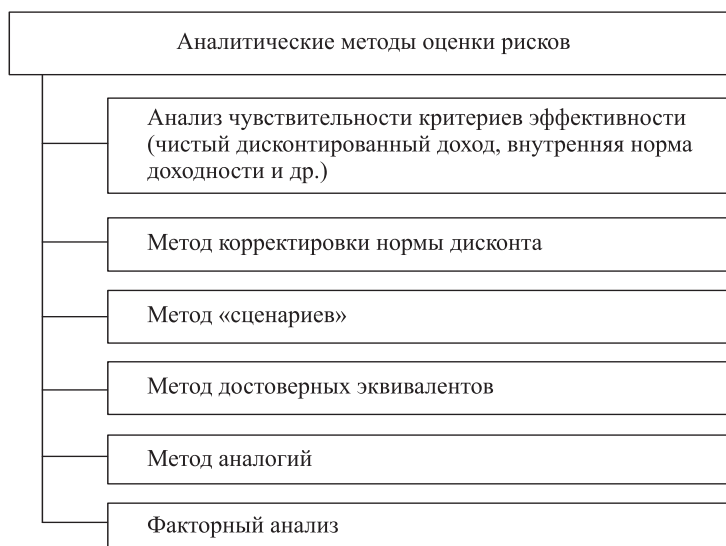 Аналитические методы оценки рисков
Анализ чувствительности критериев эффективности
(чистый дисконтированный доход, внутренняя норма
доходности и др.)
Метод корректировки нормы дисконта
Метод «сценариев»
Метод достоверных эквивалентов
Метод аналогий
Факторный анализ